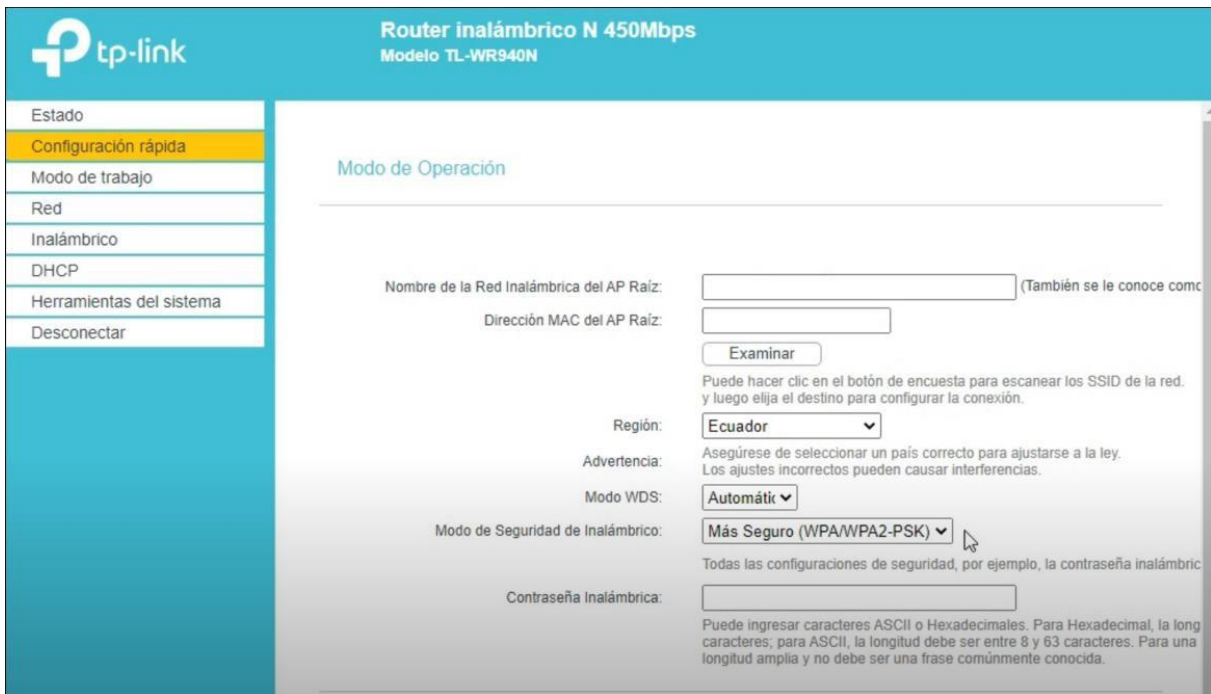 tp-link
Router inalámbrico N 450Mbps
Modelo TL-WR940N
Estado
Configuración rápida
Modo de trabajo
Red
Inalámbrico
DHCP
Herramientas del sistema
Desconectar
Modo de Operación
Nombre de la Red Inalámbrica del AP Raíz: (También se le conoce como
Dirección MAC del AP Raíz:
Examinar
Puede hacer clic en el botón de encuesta para escanear los SSID de la red.
y luego elija el destino para configurar la conexión.
Región: Ecuador
Advertencia: Asegúrese de seleccionar un país correcto para ajustarse a la ley.
Los ajustes incorrectos pueden causar interferencias.
Modo WDS: Automátic
Modo de Seguridad de Inalámbrico: Más Seguro (WPA/WPA2-PSK)
Todas las configuraciones de seguridad, por ejemplo, la contraseña inalámbric
Contraseña Inalámbrica:
Puede ingresar caracteres ASCII o Hexadecimales. Para Hexadecimal, la long
caracteres; para ASCII, la longitud debe ser entre 8 y 63 caracteres. Para una
longitud amplia y no debe ser una frase comúnmente conocida.